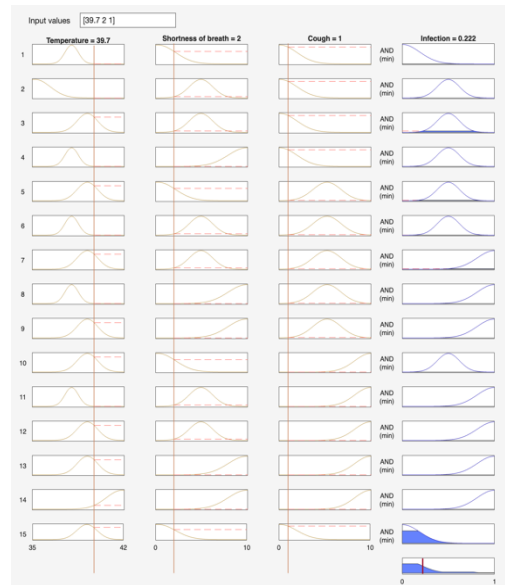 Input values [39.7 2 1]
Temperature = 39.7 Shortness of breath = 2 Cough = 1 Infection = 0.222
1 AND
(min)
2 AND
(min)
3 AND
(min)
4 AND
(min)
5 AND
(min)
6 AND
(min)
7 AND
(min)
8 AND
(min)
9 AND
(min)
10 AND
(min)
11 AND
(min)
12 AND
(min)
13 AND
(min)
14 AND
(min)
15 AND
(min)
35 42 0 10 0 10
0 1